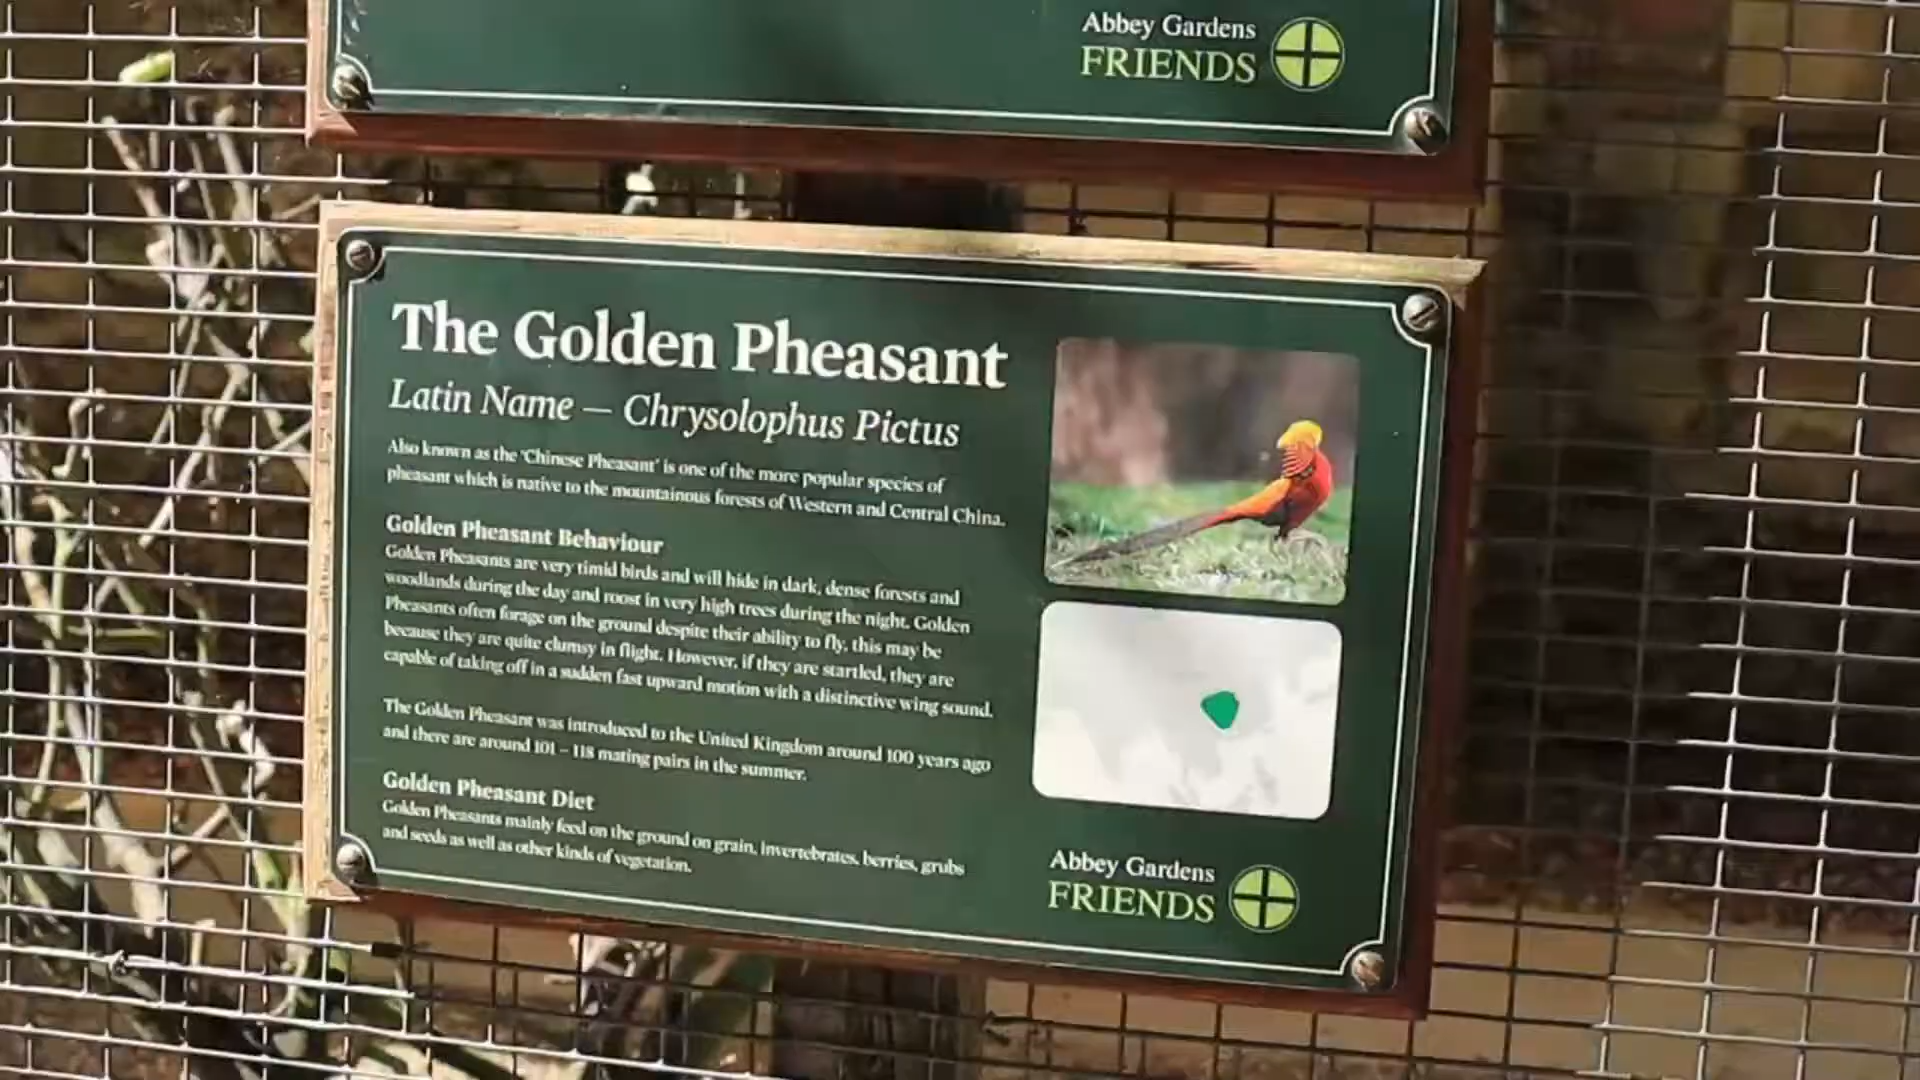 Abbey Gardens
FRIENDS
The Golden Pheasant
Latin Name — Chrysolophus Pictus
Also known as the 'Chinese Pheasant' is one of the more popular species of
pheasant which is native to the mountainous forests of Western and Central China.
Golden Pheasant Behaviour
Golden Pheasants are very timid birds and will hide in dark, dense forests and
woodlands during the day and roost in very high trees during the night. Golden
Pheasants often forage on the ground despite their ability to fly, this may be
because they are quite clumsy in flight. However, if they are startled, they are
capable of taking off in a sudden fast upward motion with a distinctive wing sound.
The Golden Pheasant was introduced to the United Kingdom around 100 years ago
and there are around 101 – 118 mating pairs in the summer.
Golden Pheasant Diet
Golden Pheasants mainly feed on the ground on grain, invertebrates, berries, grubs
and seeds as well as other kinds of vegetation.
Abbey Gardens
FRIENDS